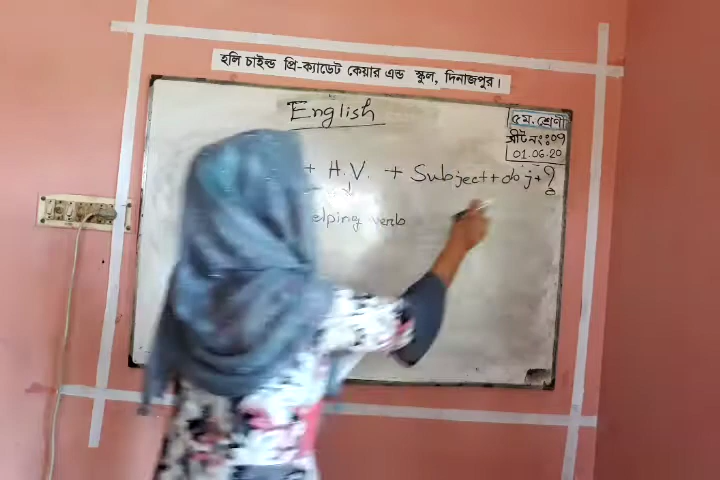 হলি চাইল্ড প্রি-ক্যাডেট কেয়ার এন্ড স্কুল, দিনাজপুর।
English
৫ম. শ্রেণী
সীট নং: ০৭
01.06.20
+ H.V. + Subject + obj + ?
elping verb